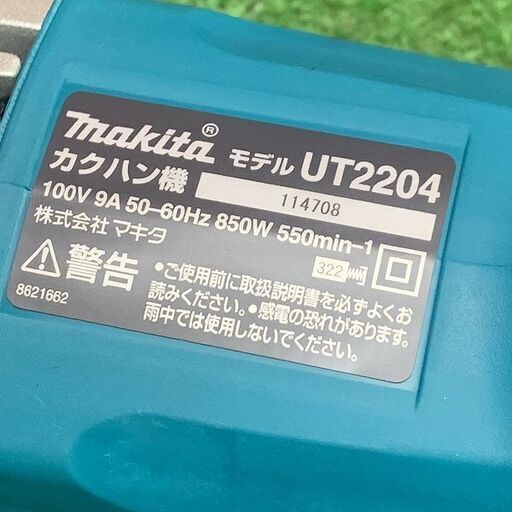 makita® モデル UT2204
カクハン機 114708
100V 9A 50-60Hz 850W 550min-1
株式会社 マキタ 322
警告 •ご使用前に取扱説明書を必ずよくお
読みください。•感電の恐れがあります。
雨中では使用しないでください。
8621662